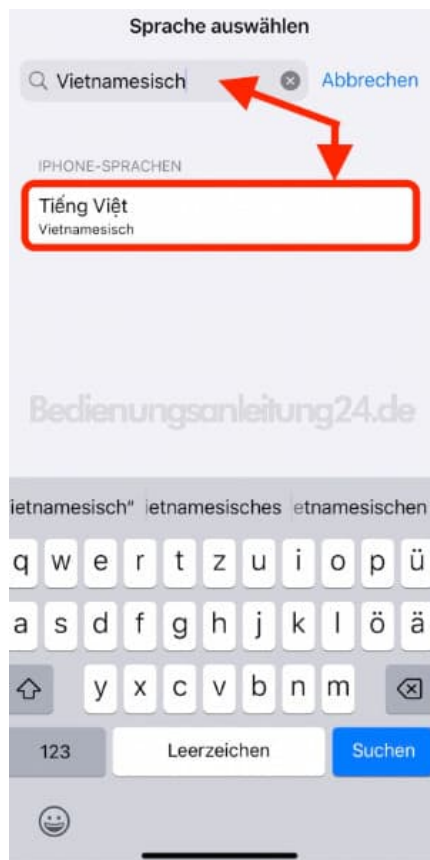 Sprache auswählen
Vietnamesisch Abbrechen
IPHONE-SPRACHEN
Tiếng Việt
Vietnamesisch
Bedienungsanleitung24.de
ietnamesisch“ ietnamesisches etnamesischen
q w e r t z u i o p ü
a s d f g h j k l ö ä
y x c v b n m
123 Leerzeichen Suchen